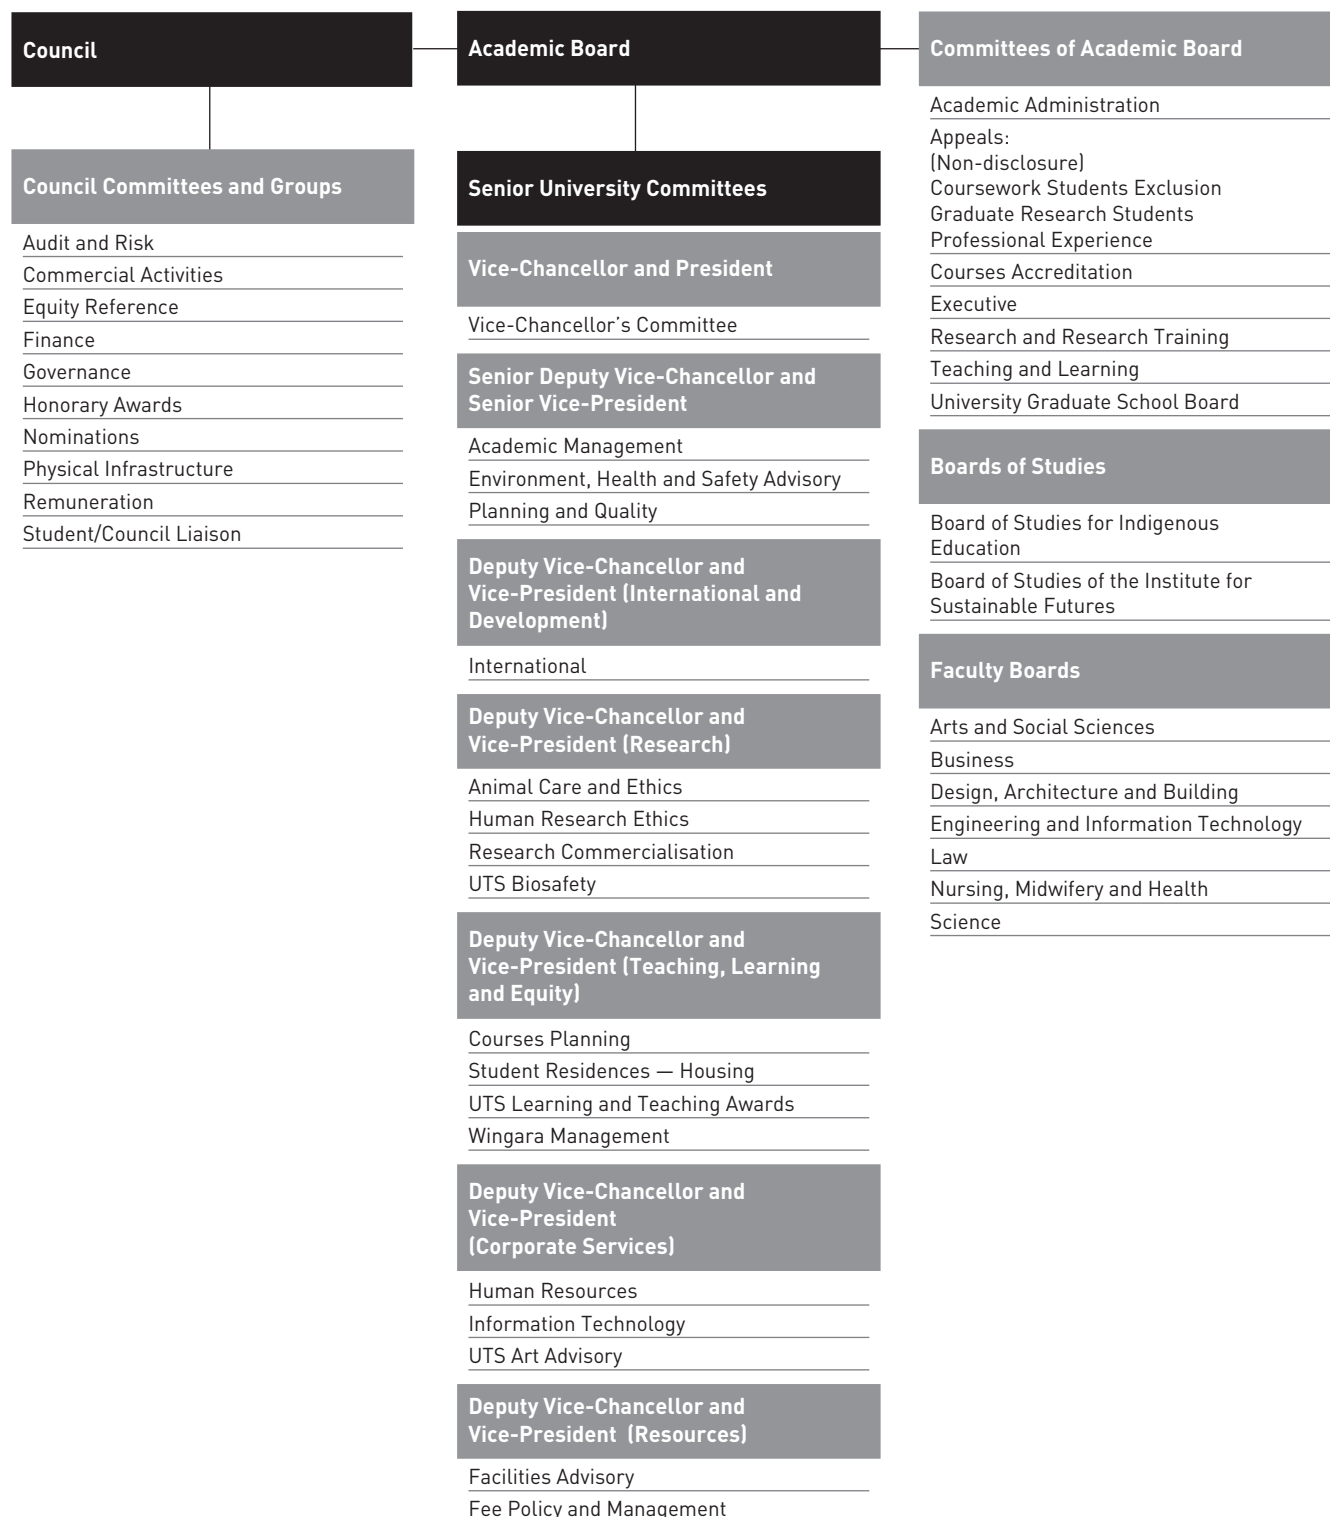 Council
Council Committees and Groups
Audit and Risk
Commercial Activities
Equity Reference
Finance
Governance
Honorary Awards
Nominations
Physical Infrastructure
Remuneration
Student/Council Liaison
Academic Board
Senior University Committees
Vice-Chancellor and President
Vice-Chancellor’s Committee
Senior Deputy Vice-Chancellor and
Senior Vice-President
Academic Management
Environment, Health and Safety Advisory
Planning and Quality
Deputy Vice-Chancellor and
Vice-President (International and
Development)
International
Deputy Vice-Chancellor and
Vice-President (Research)
Animal Care and Ethics
Human Research Ethics
Research Commercialisation
UTS Biosafety
Deputy Vice-Chancellor and
Vice-President (Teaching, Learning
and Equity)
Courses Planning
Student Residences — Housing
UTS Learning and Teaching Awards
Wingara Management
Deputy Vice-Chancellor and
Vice-President
(Corporate Services)
Human Resources
Information Technology
UTS Art Advisory
Deputy Vice-Chancellor and
Vice-President (Resources)
Facilities Advisory
Fee Policy and Management
Committees of Academic Board
Academic Administration
Appeals:
(Non-disclosure)
Coursework Students Exclusion
Graduate Research Students
Professional Experience
Courses Accreditation
Executive
Research and Research Training
Teaching and Learning
University Graduate School Board
Boards of Studies
Board of Studies for Indigenous
Education
Board of Studies of the Institute for
Sustainable Futures
Faculty Boards
Arts and Social Sciences
Business
Design, Architecture and Building
Engineering and Information Technology
Law
Nursing, Midwifery and Health
Science